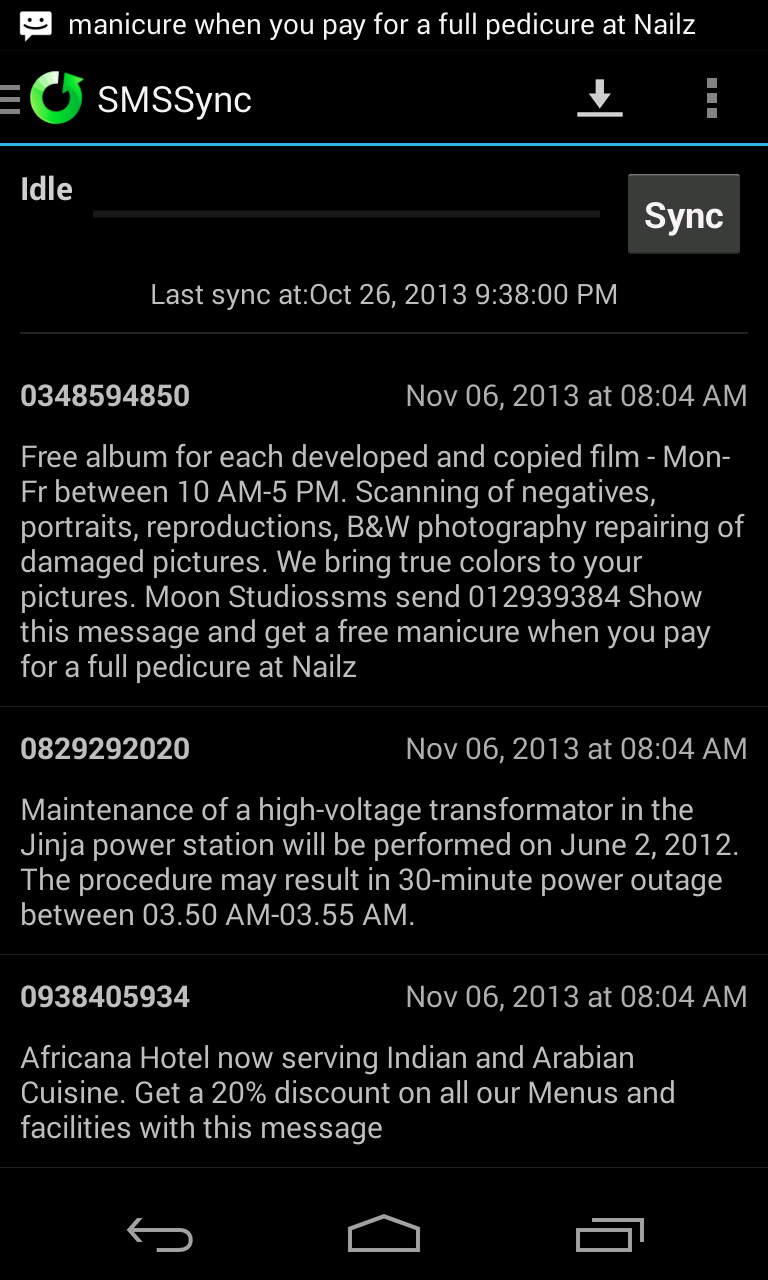 manicure when you pay for a full pedicure at Nailz
SMSSync
Idle
Sync
Last sync at:Oct 26, 2013 9:38:00 PM
0348594850 Nov 06, 2013 at 08:04 AM
Free album for each developed and copied film - Mon-
Fr between 10 AM-5 PM. Scanning of negatives,
portraits, reproductions, B&W photography repairing of
damaged pictures. We bring true colors to your
pictures. Moon Studiossms send 012939384 Show
this message and get a free manicure when you pay
for a full pedicure at Nailz
0829292020 Nov 06, 2013 at 08:04 AM
Maintenance of a high-voltage transformator in the
Jinja power station will be performed on June 2, 2012.
The procedure may result in 30-minute power outage
between 03.50 AM-03.55 AM.
0938405934 Nov 06, 2013 at 08:04 AM
Africana Hotel now serving Indian and Arabian
Cuisine. Get a 20% discount on all our Menus and
facilities with this message